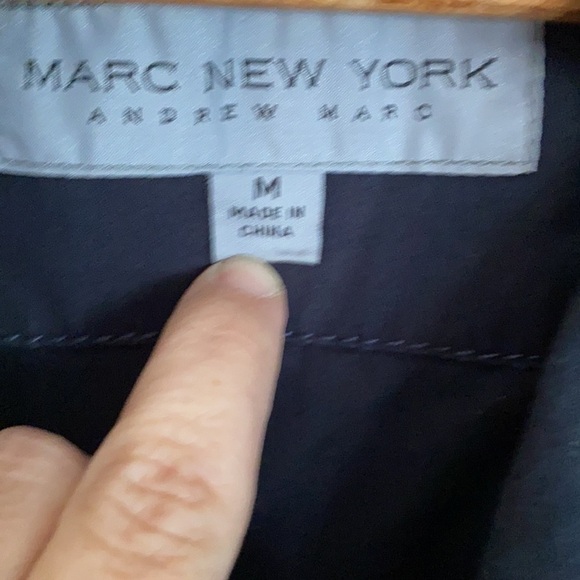 MARC NEW YORK
ANDREW MARC
M
MADE IN
CHINA